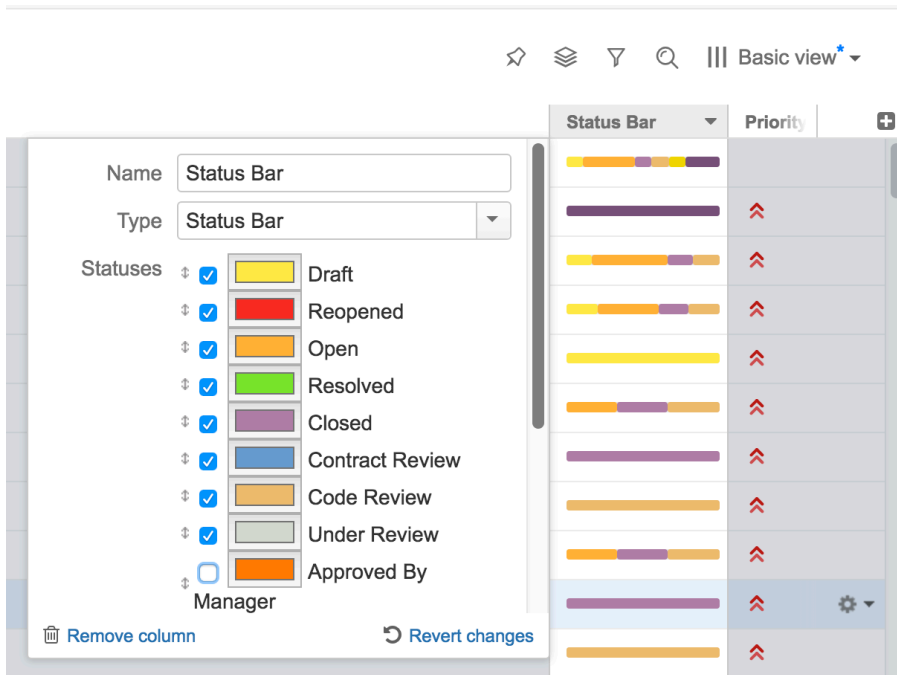 Basic view*
Status Bar
Priority
Name
Status Bar
Type
Status Bar
Statuses
Draft
Reopened
Open
Resolved
Closed
Contract Review
Code Review
Under Review
Approved By
Manager
Remove column
Revert changes